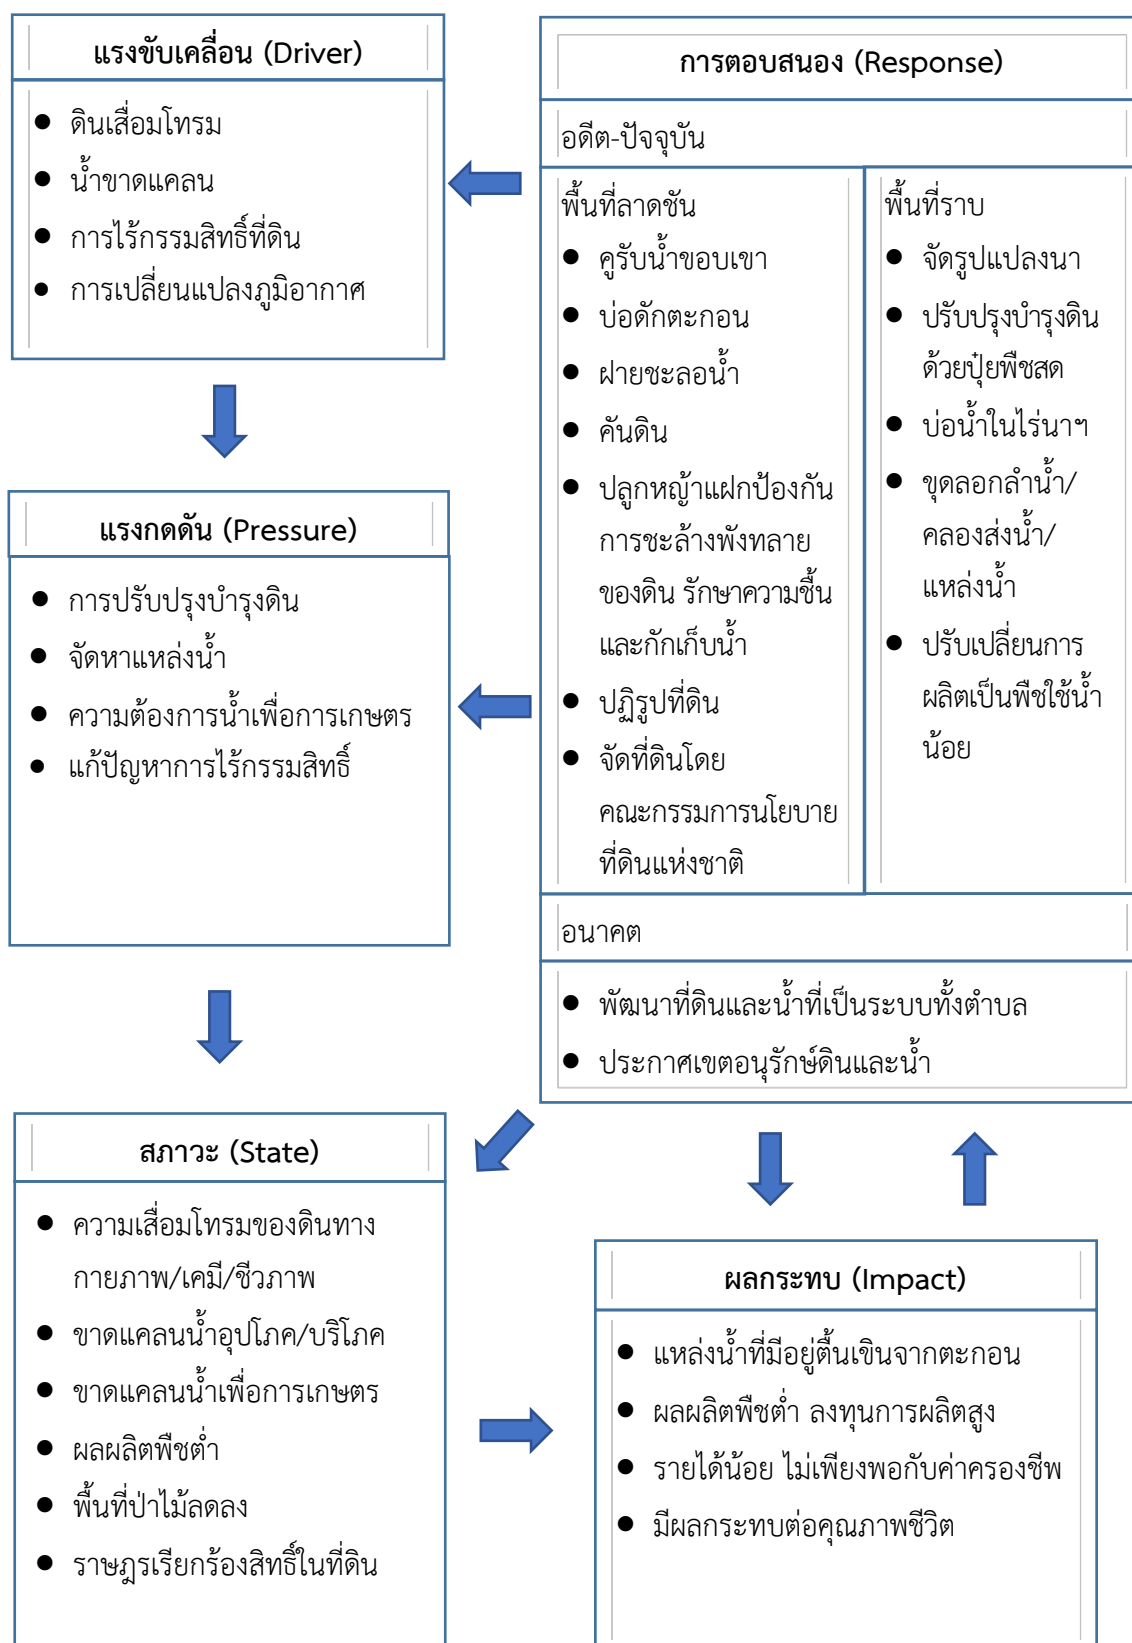 แรงขับเคลื่อน (Driver)
● ดินเสื่อมโทรม
● น้ำขาดแคลน
● การไร้กรรมสิทธิ์ที่ดิน
● การเปลี่ยนแปลงภูมิอากาศ
แรงกดดัน (Pressure)
● การปรับปรุงบำรุงดิน
● จัดหาแหล่งน้ำ
● ความต้องการน้ำเพื่อการเกษตร
● แก้ปัญหาการไร้กรรมสิทธิ์
สภาวะ (State)
● ความเสื่อมโทรมของดินทาง
กายภาพ/เคมี/ชีวภาพ
● ขาดแคลนน้ำอุปโภค/บริโภค
● ขาดแคลนน้ำเพื่อการเกษตร
● ผลผลิตพืชต่ำ
● พื้นที่ป่าไม้ลดลง
● ราษฎรเรียกร้องสิทธิ์ในที่ดิน
การตอบสนอง (Response)
อดีต-ปัจจุบัน
พื้นที่ลาดชัน
● คูรับน้ำขอบเขา
● บ่อดักตะกอน
● ฝายชะลอน้ำ
● คันดิน
● ปลูกหญ้าแฝกป้องกัน
การชะล้างพังทลาย
ของดิน รักษาความชื้น
และกักเก็บน้ำ
● ปฏิรูปที่ดิน
● จัดที่ดินโดย
คณะกรรมการนโยบาย
ที่ดินแห่งชาติ
พื้นที่ราบ
● จัดรูปแปลงนา
● ปรับปรุงบำรุงดิน
ด้วยปุ๋ยพืชสด
● บ่อน้ำในไร่นาฯ
● ขุดลอกลำน้ำ/
คลองส่งน้ำ/
แหล่งน้ำ
● ปรับเปลี่ยนการ
ผลิตเป็นพืชใช้น้ำ
น้อย
อนาคต
● พัฒนาที่ดินและน้ำที่เป็นระบบทั้งตำบล
● ประกาศเขตอนุรักษ์ดินและน้ำ
ผลกระทบ (Impact)
● แหล่งน้ำที่มีอยู่ตื้นเขินจากตะกอน
● ผลผลิตพืชต่ำ ลงทุนการผลิตสูง
● รายได้น้อย ไม่เพียงพอกับค่าครองชีพ
● มีผลกระทบต่อคุณภาพชีวิต